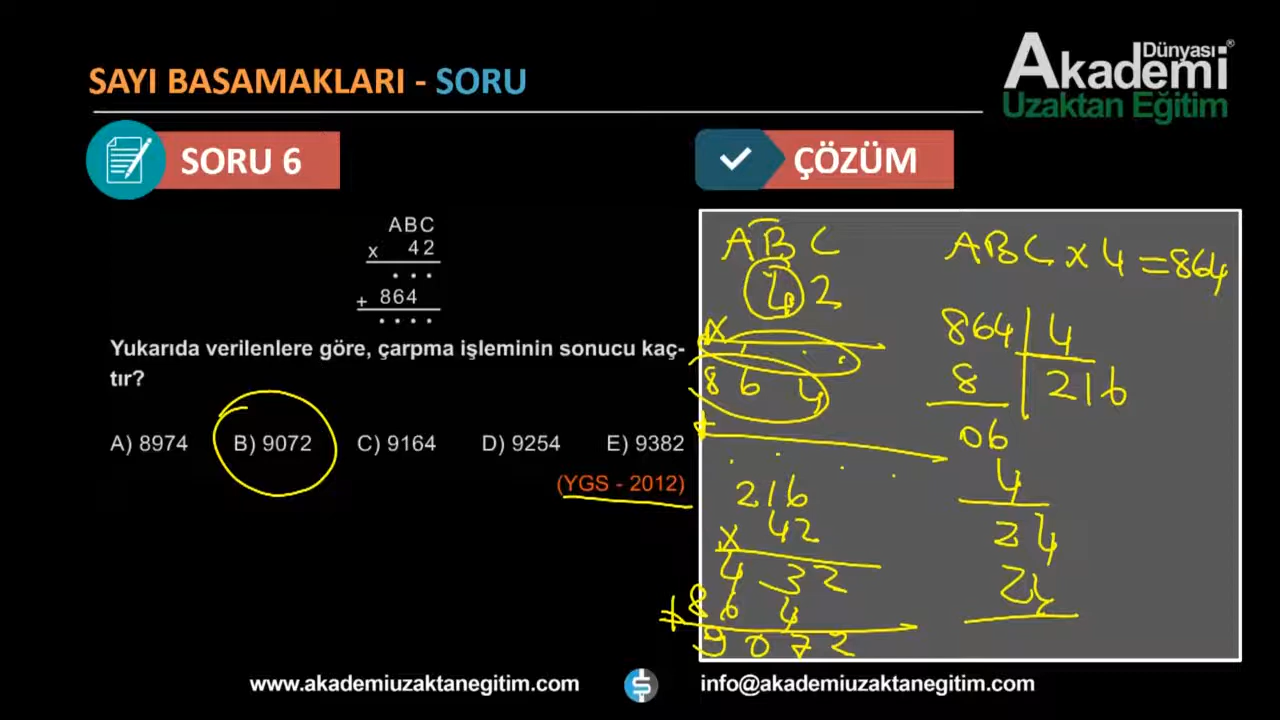 SAYI BASAMAKLARI - SORU
Akademi Dünyası®
Uzaktan Eğitim
SORU 6
ABC
x 42
...
+ 864
....
Yukarıda verilenlere göre, çarpma işleminin sonucu kaç-
tır?
A) 8974 B) 9072 C) 9164 D) 9254 E) 9382
(YGS - 2012)
ÇÖZÜM
ABC
42
x
...
864
+
....
216
x 42
432
+ 864
9072
ABC x 4 = 864
864 | 4
8 216
06
4
24
24
www.akademiuzaktanegitim.com info@akademiuzaktanegitim.com